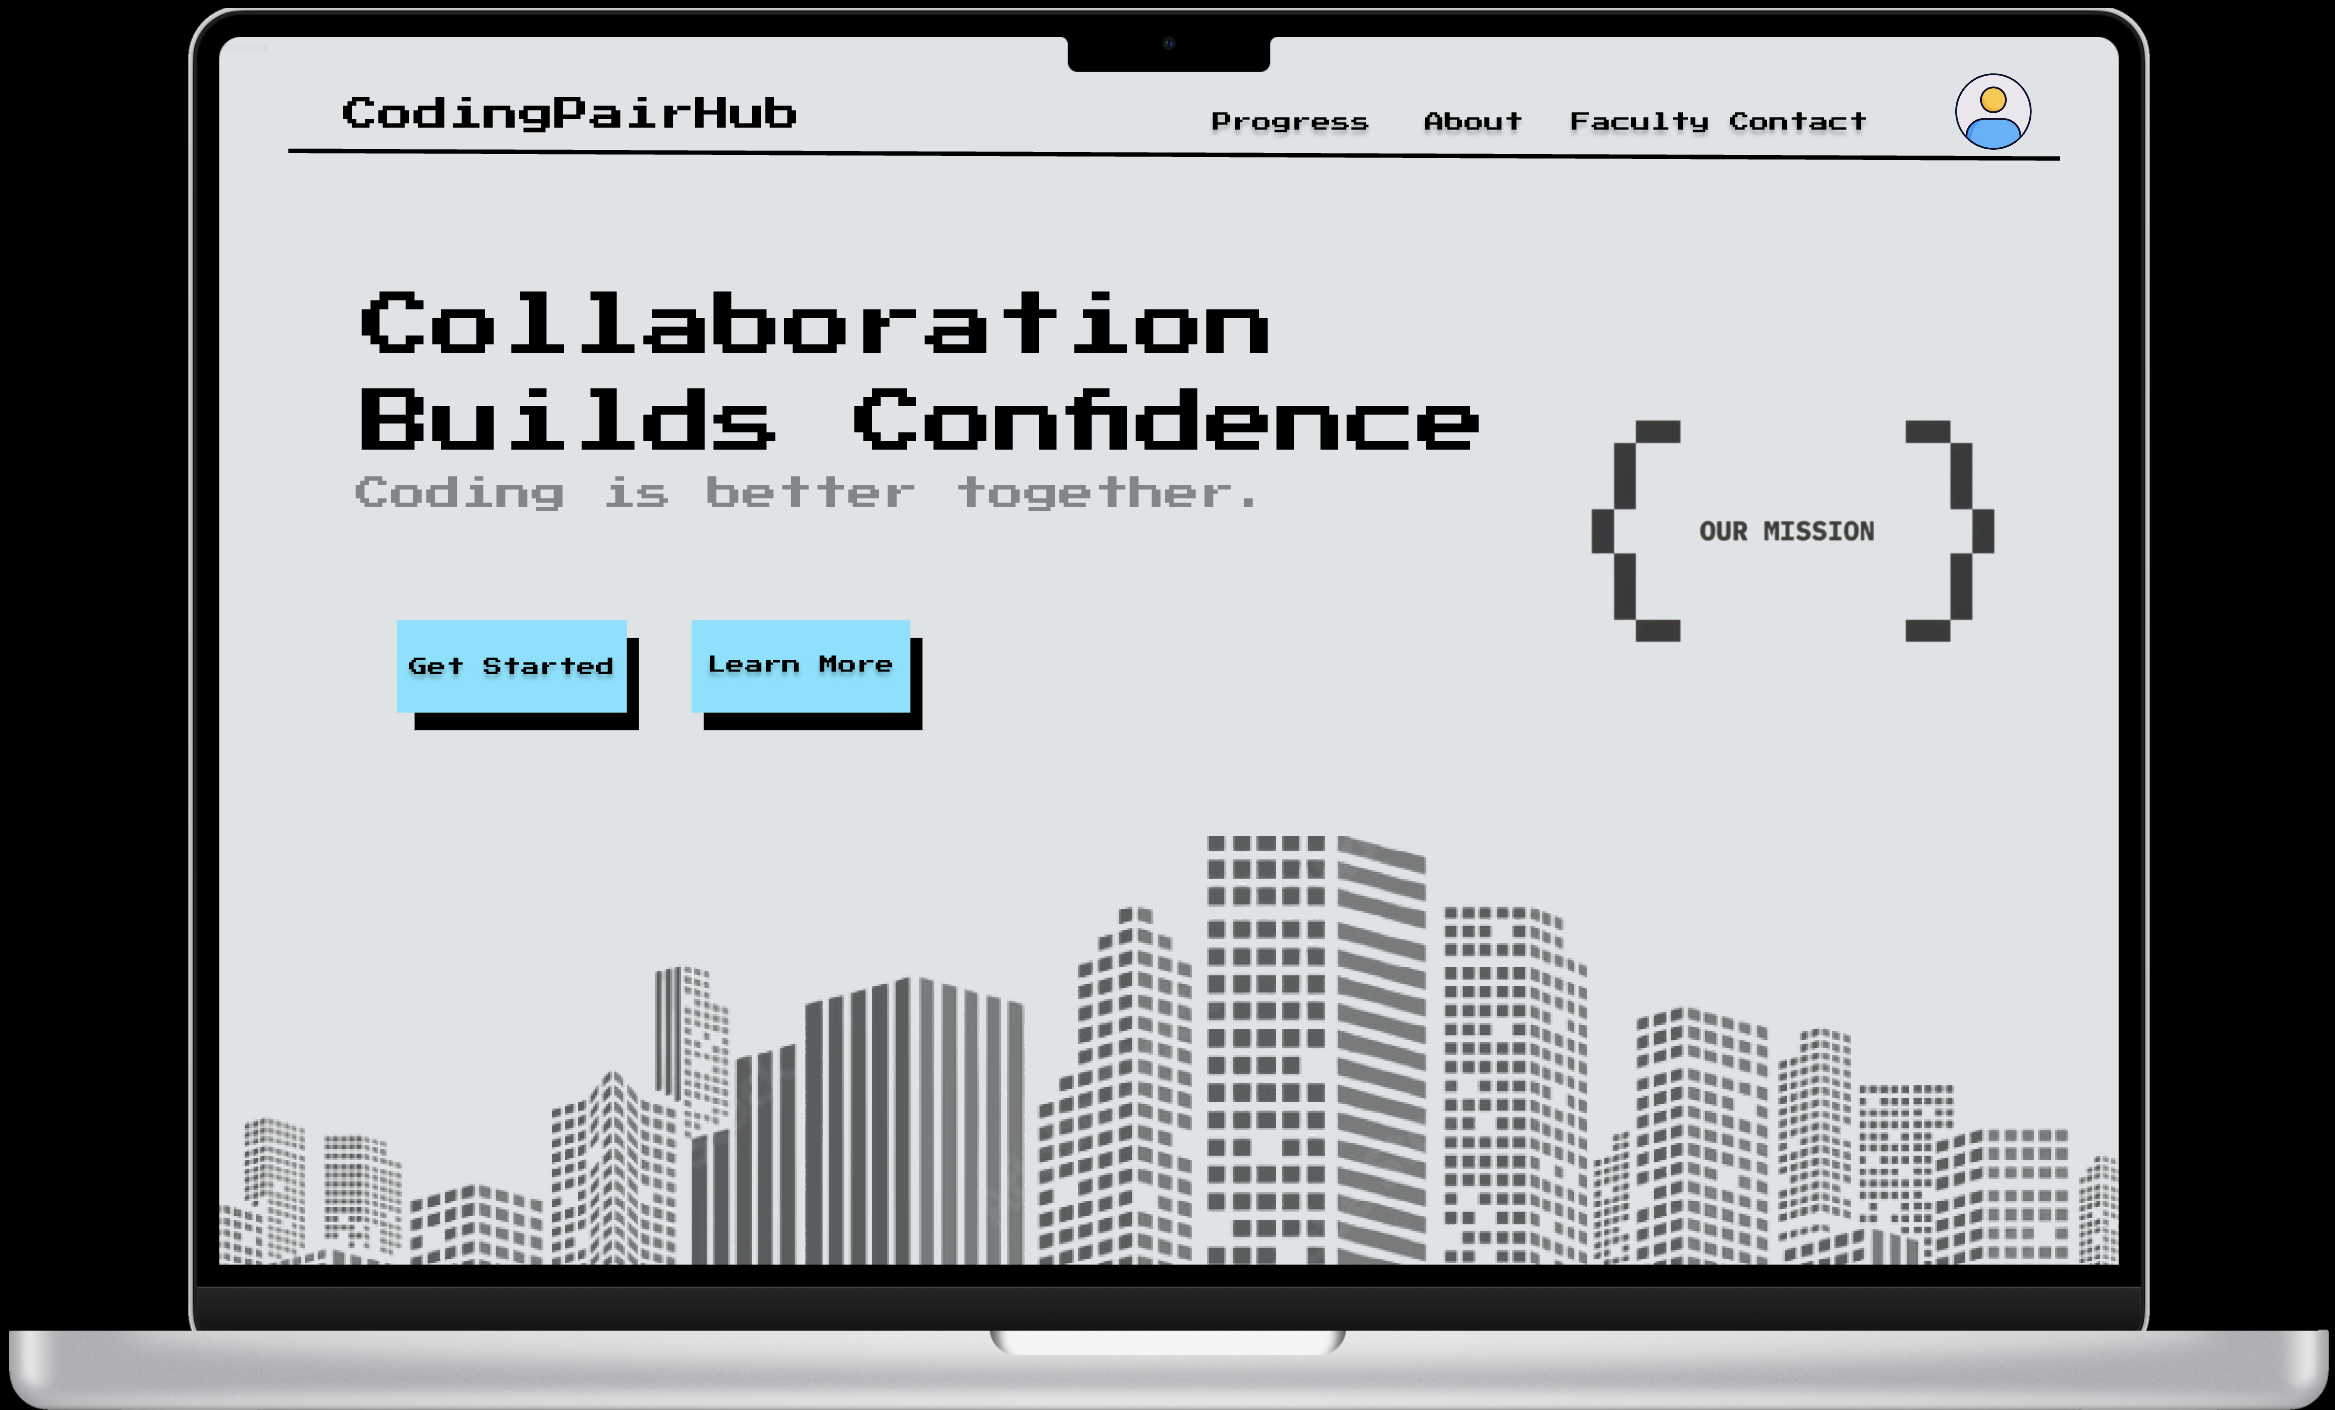 CodingPairHub
Progress About Faculty Contact
Collaboration
Builds Confidence
Coding is better together.
OUR MISSION
Get Started
Learn More